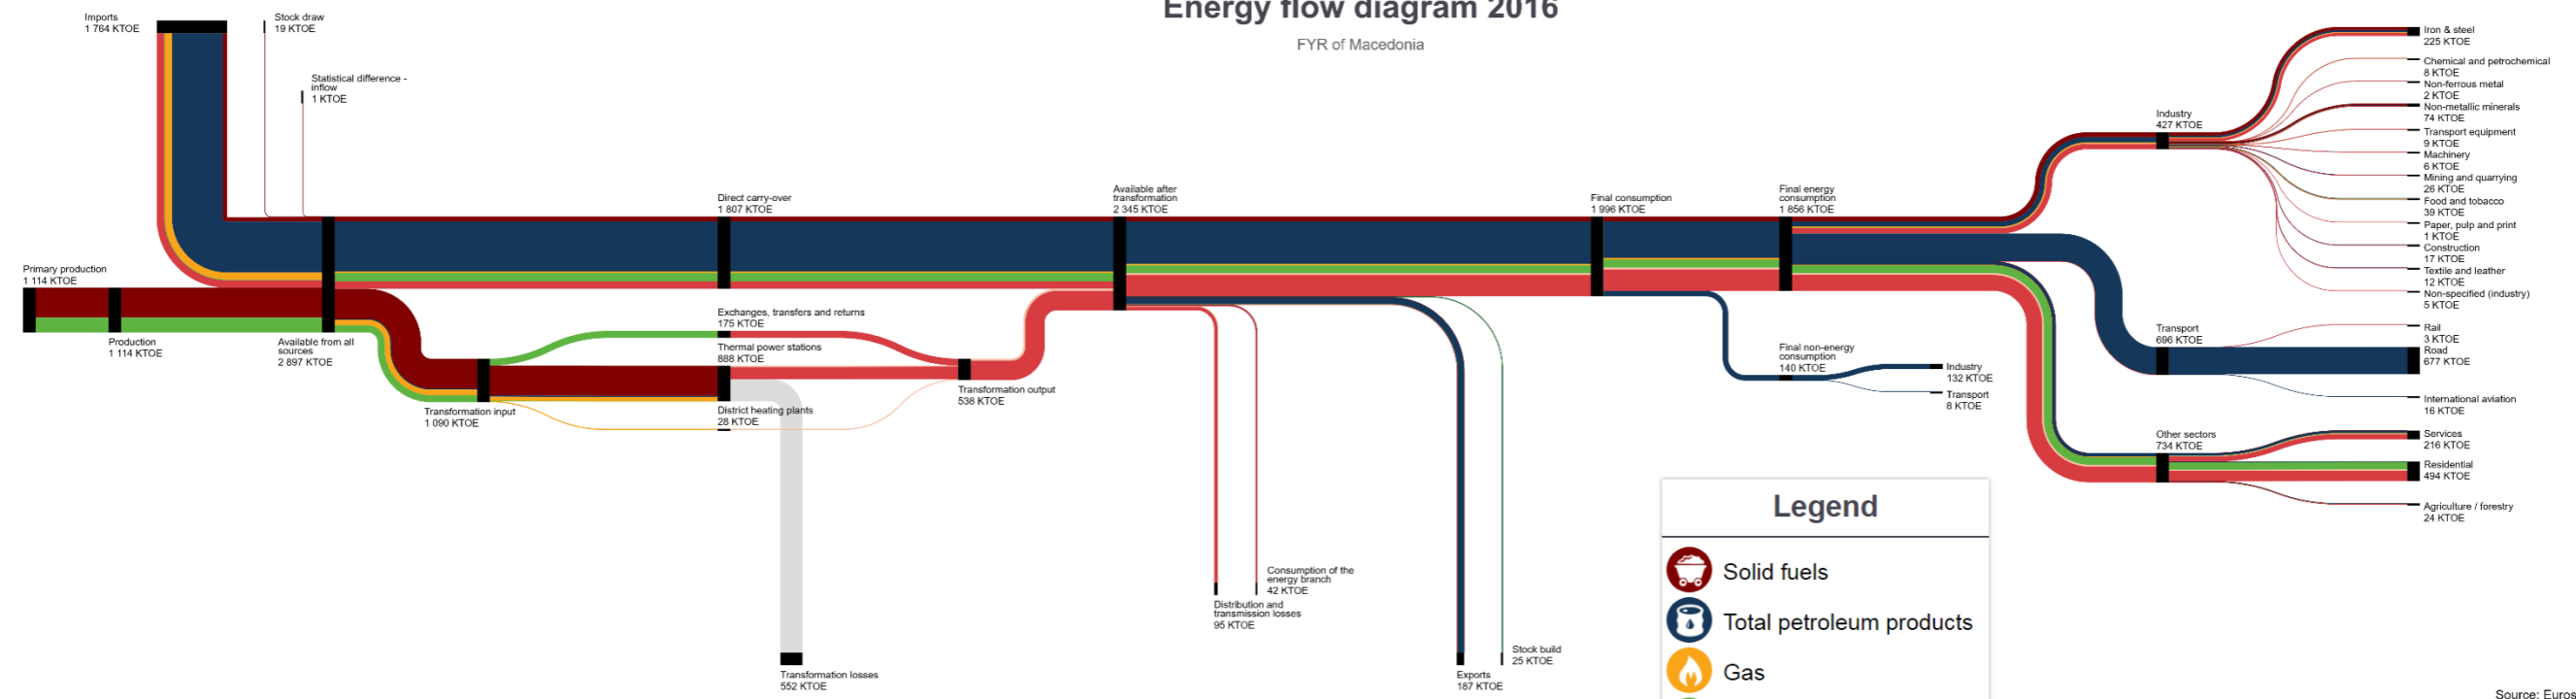 Energy flow diagram 2016
FYR of Macedonia
Imports
1 764 KTOE
Stock draw
19 KTOE
Statistical difference -
inflow
1 KTOE
Primary production
1 114 KTOE
Production
1 114 KTOE
Available from all
sources
2 897 KTOE
Transformation input
1 090 KTOE
Direct carry-over
1 807 KTOE
Exchanges, transfers and returns
175 KTOE
Thermal power stations
888 KTOE
District heating plants
28 KTOE
Transformation losses
552 KTOE
Transformation output
538 KTOE
Available after
transformation
2 345 KTOE
Distribution and
transmission losses
95 KTOE
Consumption of the
energy branch
42 KTOE
Exports
187 KTOE
Stock build
25 KTOE
Final consumption
1 996 KTOE
Final energy
consumption
1 856 KTOE
Final non-energy
consumption
140 KTOE
Industry
132 KTOE
Transport
8 KTOE
Industry
427 KTOE
Transport
696 KTOE
Other sectors
734 KTOE
Iron & steel
225 KTOE
Chemical and petrochemical
8 KTOE
Non-ferrous metal
2 KTOE
Non-metallic minerals
74 KTOE
Transport equipment
9 KTOE
Machinery
6 KTOE
Mining and quarrying
26 KTOE
Food and tobacco
39 KTOE
Paper, pulp and print
1 KTOE
Construction
17 KTOE
Textile and leather
12 KTOE
Non-specified (industry)
5 KTOE
Rail
3 KTOE
Road
677 KTOE
International aviation
16 KTOE
Services
216 KTOE
Residential
494 KTOE
Agriculture / forestry
24 KTOE
Legend
Solid fuels
Total petroleum products
Gas
Source: Euros